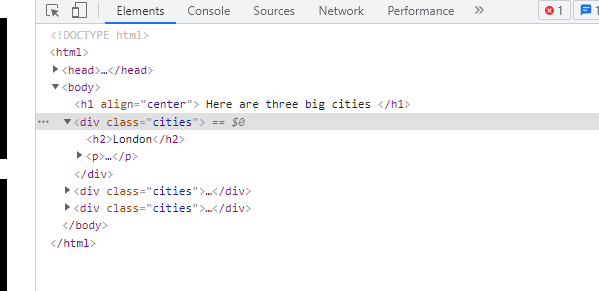 Elements Console Sources Network Performance » 1 1
<!DOCTYPE html>
<html>
<head>…</head>
<body>
<h1 align="center"> Here are three big cities </h1>
… <div class="cities"> == $0
<h2>London</h2>
<p>…</p>
</div>
<div class="cities">…</div>
<div class="cities">…</div>
</body>
</html>